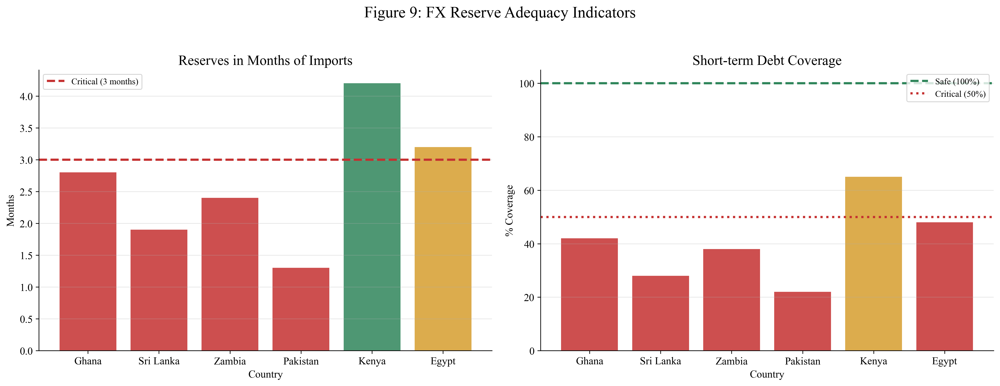 Figure 9: FX Reserve Adequacy Indicators
Reserves in Months of Imports
Critical (3 months)
4.0
3.5
3.0
2.5
2.0
1.5
1.0
0.5
0.0
Months
Ghana Sri Lanka Zambia Pakistan Kenya Egypt
Country
Short-term Debt Coverage
Safe (100%)
Critical (50%)
100
80
60
40
20
0
% Coverage
Ghana Sri Lanka Zambia Pakistan Kenya Egypt
Country